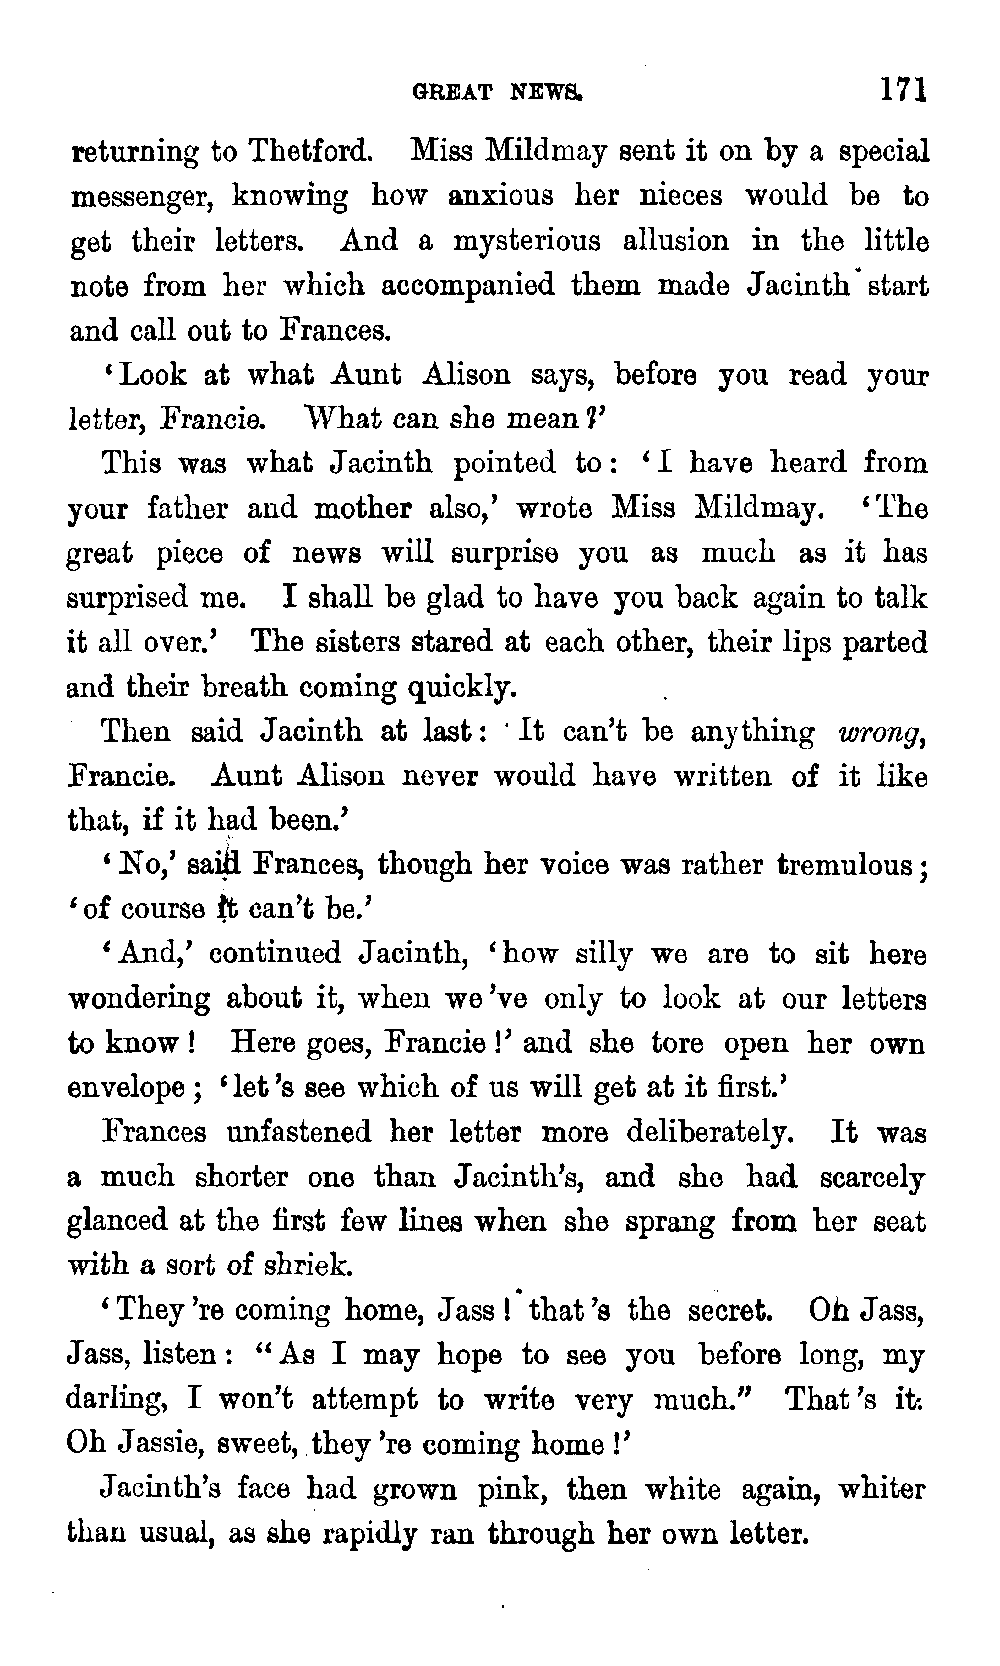 GREAT NEWS. 171
returning to Thetford. Miss Mildmay sent it on by a special
messenger, knowing how anxious her nieces would be to
get their letters. And a mysterious allusion in the little
note from her which accompanied them made Jacinth start
and call out to Frances.
‘Look at what Aunt Alison says, before you read your
letter, Francie. What can she mean?’
This was what Jacinth pointed to: ‘I have heard from
your father and mother also,’ wrote Miss Mildmay. ‘The
great piece of news will surprise you as much as it has
surprised me. I shall be glad to have you back again to talk
it all over.’ The sisters stared at each other, their lips parted
and their breath coming quickly.
Then said Jacinth at last: ‘It can’t be anything wrong,
Francie. Aunt Alison never would have written of it like
that, if it had been.’
‘No,’ said Frances, though her voice was rather tremulous;
‘of course it can’t be.’
‘And,’ continued Jacinth, ‘how silly we are to sit here
wondering about it, when we’ve only to look at our letters
to know! Here goes, Francie!’ and she tore open her own
envelope; ‘let’s see which of us will get at it first.’
Frances unfastened her letter more deliberately. It was
a much shorter one than Jacinth’s, and she had scarcely
glanced at the first few lines when she sprang from her seat
with a sort of shriek.
‘They’re coming home, Jass! that’s the secret. Oh Jass,
Jass, listen: “As I may hope to see you before long, my
darling, I won’t attempt to write very much.” That’s it.
Oh Jassie, sweet, they’re coming home!’
Jacinth’s face had grown pink, then white again, whiter
than usual, as she rapidly ran through her own letter.